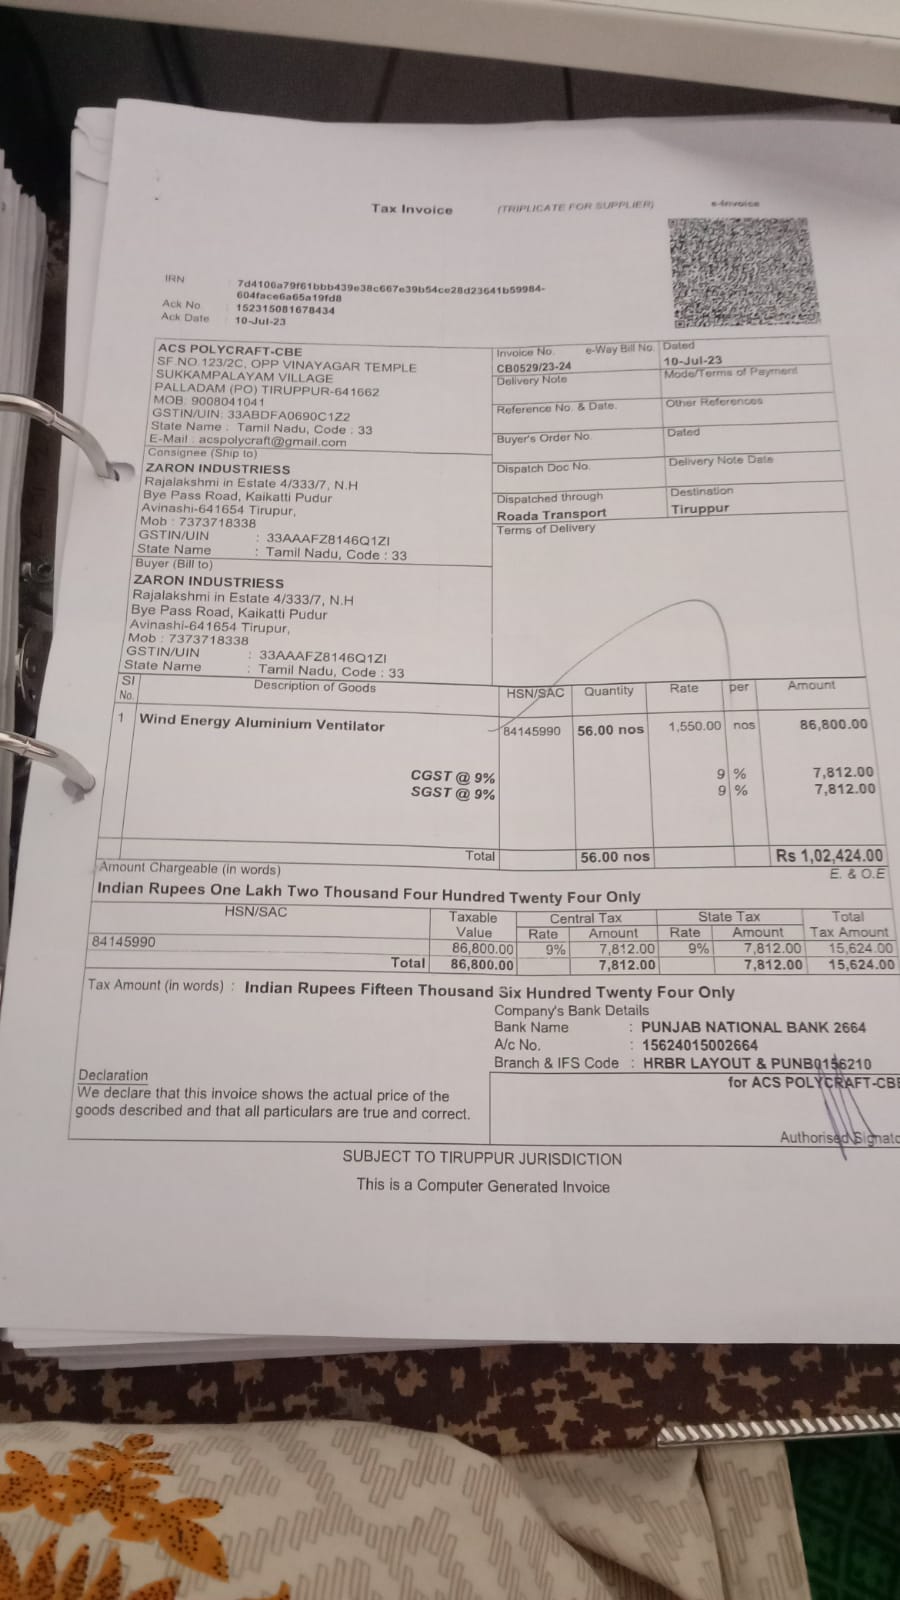 Tax Invoice
(TRIPLICATE FOR SUPPLIER)
e-Invoice
IRN : 7d4106a79f61bbb439e38c667e39b54ce28d23641b59984-
604face6a65a19fd8
Ack No. : 152315081678434
Ack Date : 10-Jul-23
ACS POLYCRAFT-CBE
SF.NO.123/2C, OPP VINAYAGAR TEMPLE
SUKKAMPALAYAM VILLAGE
PALLADAM (PO) TIRUPPUR-641662
MOB: 9008041041
GSTIN/UIN: 33ABDFA0690C1Z2
State Name : Tamil Nadu, Code : 33
E-Mail : acspolycraft@gmail.com
Invoice No. e-Way Bill No. Dated
CB0529/23-24 10-Jul-23
Delivery Note Mode/Terms of Payment
Reference No. & Date. Other References
Buyer's Order No. Dated
Dispatch Doc No. Delivery Note Date
Dispatched through Destination
Roada Transport Tiruppur
Terms of Delivery
Consignee (Ship to)
ZARON INDUSTRIESS
Rajalakshmi in Estate 4/333/7, N.H
Bye Pass Road, Kaikatti Pudur
Avinashi-641654 Tirupur,
Mob : 7373718338
GSTIN/UIN : 33AAAFZ8146Q1ZI
State Name : Tamil Nadu, Code : 33
Buyer (Bill to)
ZARON INDUSTRIESS
Rajalakshmi in Estate 4/333/7, N.H
Bye Pass Road, Kaikatti Pudur
Avinashi-641654 Tirupur,
Mob : 7373718338
GSTIN/UIN : 33AAAFZ8146Q1ZI
State Name : Tamil Nadu, Code : 33
Sl No. Description of Goods HSN/SAC Quantity Rate per Amount
1 Wind Energy Aluminium Ventilator 84145990 56.00 nos 1,550.00 nos 86,800.00
CGST @ 9% 9 % 7,812.00
SGST @ 9% 9 % 7,812.00
Total 56.00 nos Rs 1,02,424.00
Amount Chargeable (in words) E. & O.E
Indian Rupees One Lakh Two Thousand Four Hundred Twenty Four Only
HSN/SAC Taxable Central Tax State Tax Total
Value Rate Amount Rate Amount Tax Amount
84145990 86,800.00 9% 7,812.00 9% 7,812.00 15,624.00
Total 86,800.00 7,812.00 7,812.00 15,624.00
Tax Amount (in words) : Indian Rupees Fifteen Thousand Six Hundred Twenty Four Only
Company's Bank Details
Bank Name : PUNJAB NATIONAL BANK 2664
A/c No. : 15624015002664
Branch & IFS Code : HRBR LAYOUT & PUNB0156210
Declaration
We declare that this invoice shows the actual price of the
goods described and that all particulars are true and correct.
for ACS POLYCRAFT-CBE
Authorised Signato
SUBJECT TO TIRUPPUR JURISDICTION
This is a Computer Generated Invoice